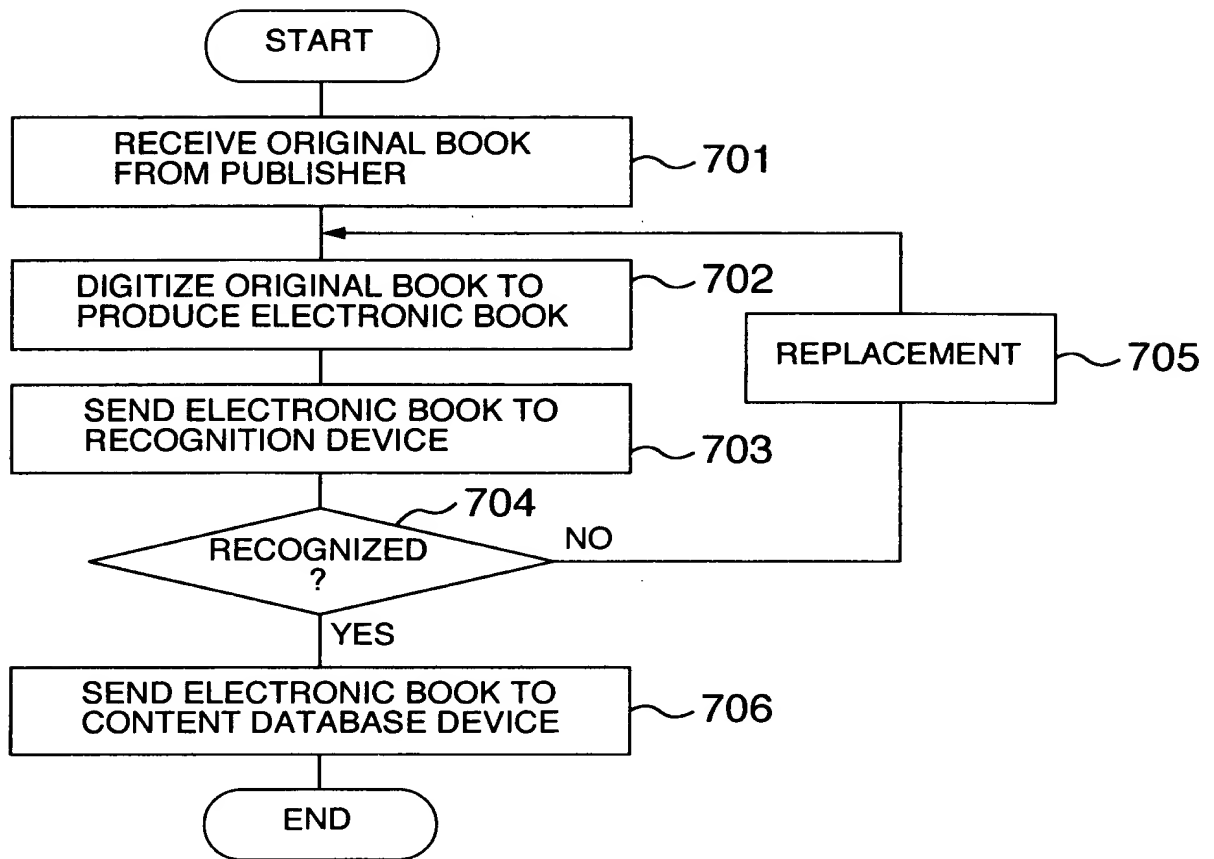 START
RECEIVE ORIGINAL BOOK
FROM PUBLISHER
701
DIGITIZE ORIGINAL BOOK TO
PRODUCE ELECTRONIC BOOK
702
REPLACEMENT
705
SEND ELECTRONIC BOOK TO
RECOGNITION DEVICE
703
704
RECOGNIZED
?
NO
YES
SEND ELECTRONIC BOOK TO
CONTENT DATABASE DEVICE
706
END